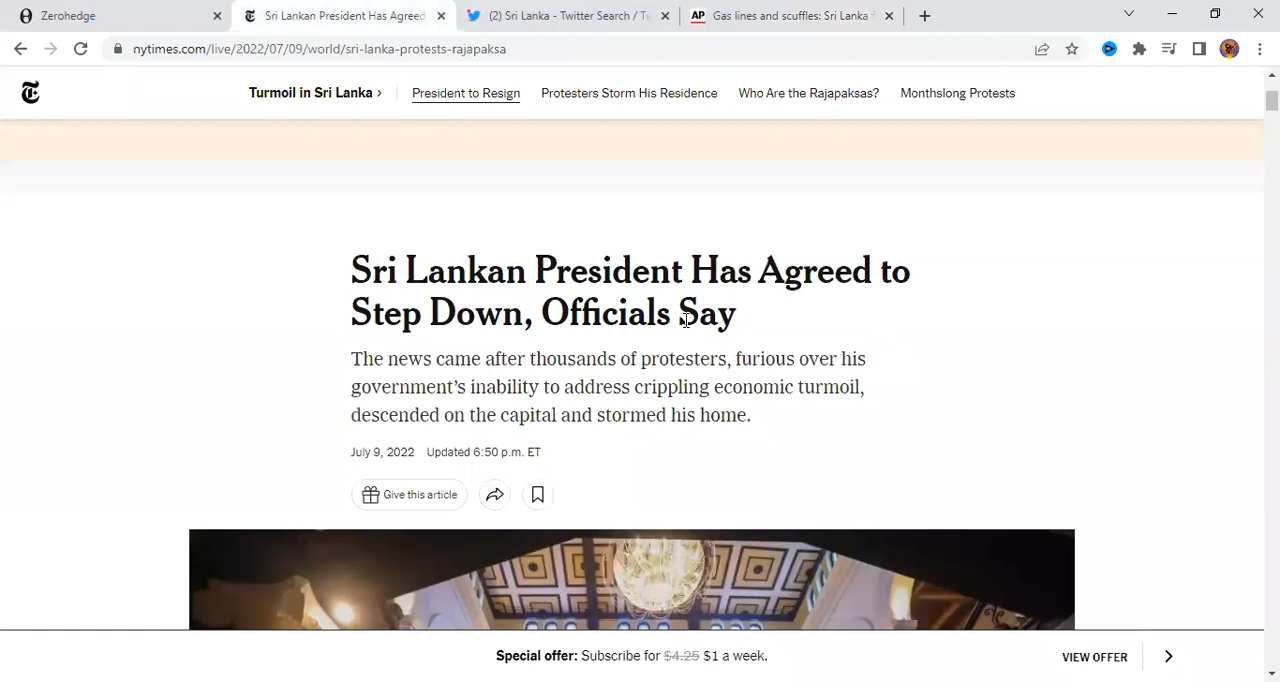 Zerohedge
Sri Lankan President Has Agreed
(2) Sri Lanka - Twitter Search / T
AP Gas lines and scuffles: Sri Lanka
nytimes.com/live/2022/07/09/world/sri-lanka-protests-rajapaksa
T
Turmoil in Sri Lanka ›
President to Resign
Protesters Storm His Residence
Who Are the Rajapaksas?
Monthslong Protests
Sri Lankan President Has Agreed to
Step Down, Officials Say
The news came after thousands of protesters, furious over his
government’s inability to address crippling economic turmoil,
descended on the capital and stormed his home.
July 9, 2022 Updated 6:50 p.m. ET
Give this article
Special offer: Subscribe for $4.25 $1 a week.
VIEW OFFER